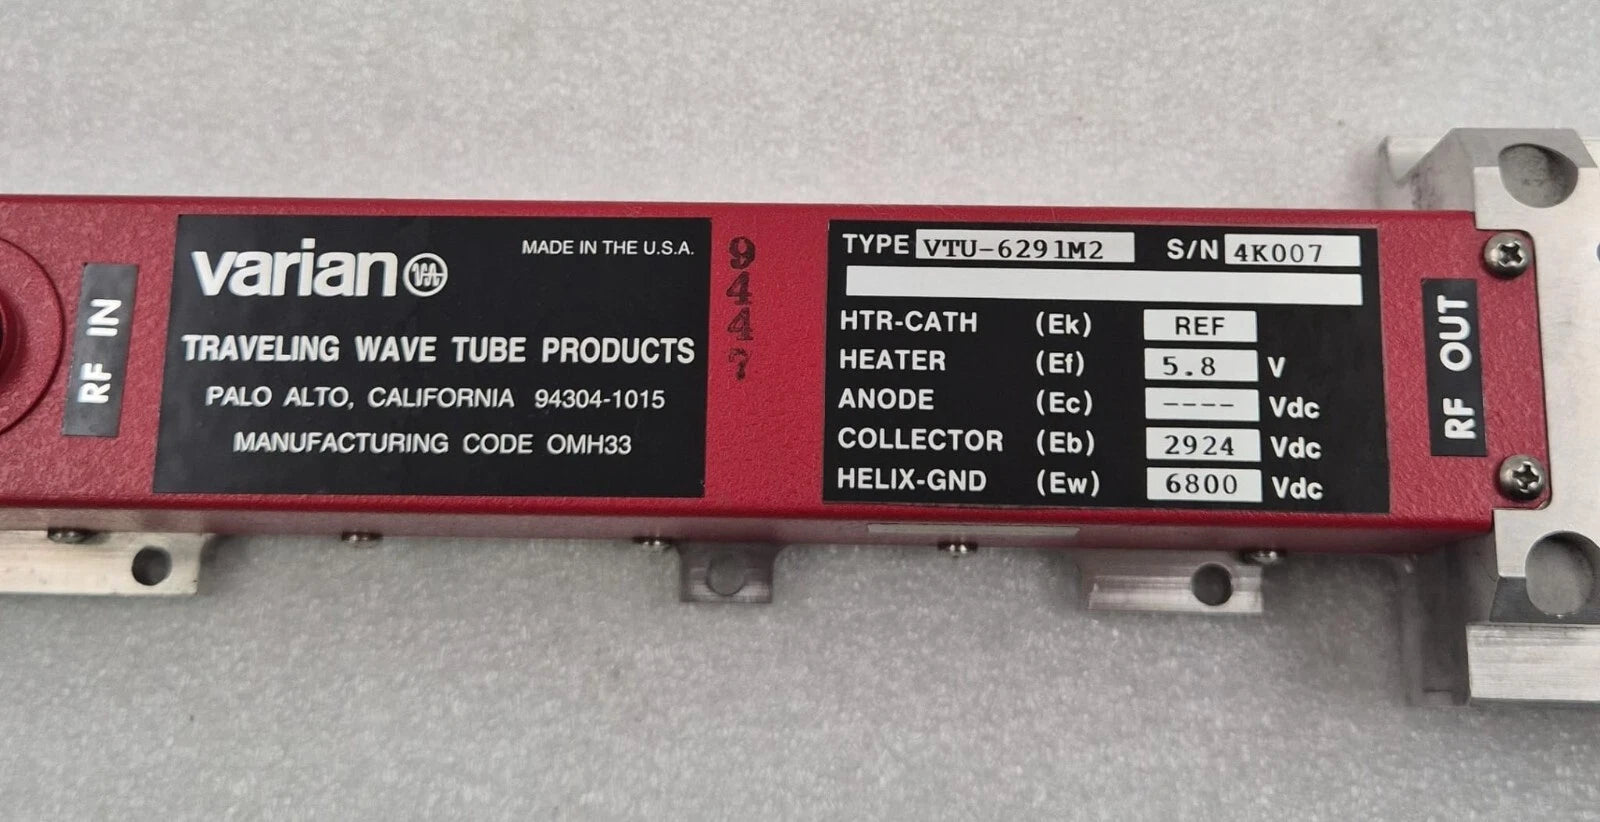 RF IN
varian
MADE IN THE U.S.A.
TRAVELING WAVE TUBE PRODUCTS
PALO ALTO, CALIFORNIA 94304-1015
MANUFACTURING CODE OMH33
9447
TYPE VTU-6291M2 S/N 4K007
HTR-CATH (Ek) REF
HEATER (Ef) 5.8 V
ANODE (Ec) ---- Vdc
COLLECTOR (Eb) 2924 Vdc
HELIX-GND (Ew) 6800 Vdc
RF OUT